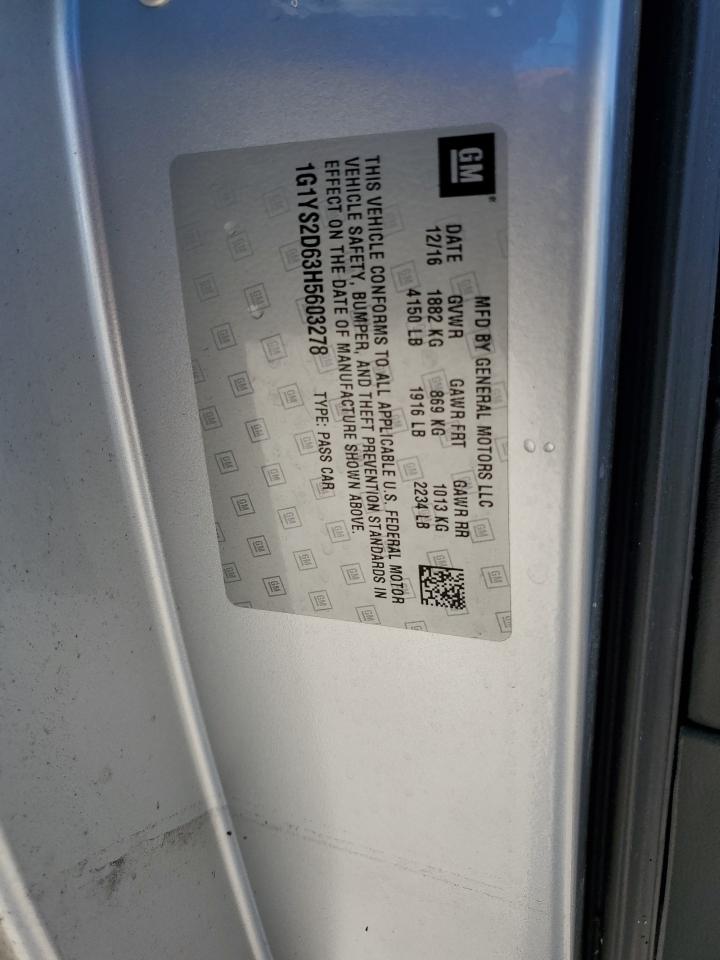 GM®
MFD BY GENERAL MOTORS LLC
DATE GVWR GAWR FRT GAWR RR
12/16 1882 KG 869 KG 1013 KG
4150 LB 1916 LB 2234 LB
THIS VEHICLE CONFORMS TO ALL APPLICABLE U.S. FEDERAL MOTOR
VEHICLE SAFETY, BUMPER, AND THEFT PREVENTION STANDARDS IN
EFFECT ON THE DATE OF MANUFACTURE SHOWN ABOVE.
1G1YS2D63H5603278 TYPE: PASS CAR